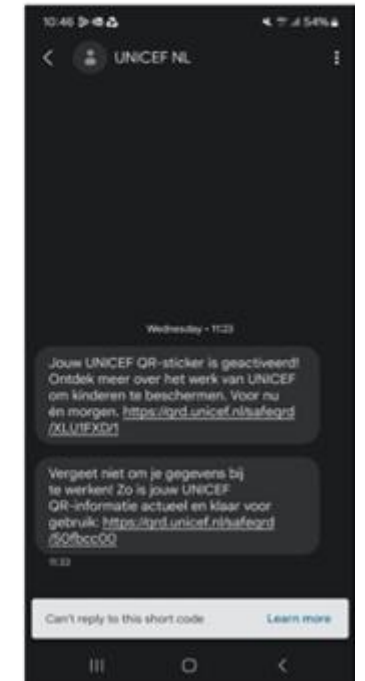 10:46
54%
UNICEF NL
Wednesday • 11:23
Jouw UNICEF QR-sticker is geactiveerd!
Ontdek meer over het werk van UNICEF
om kinderen te beschermen. Voor nu
én morgen. https://qrd.unicef.nl/safeqrd
/XLU1FXD/1
Vergeet niet om je gegevens bij
te werken! Zo is jouw UNICEF
QR-informatie actueel en klaar voor
gebruik: https://qrd.unicef.nl/safeqrd
/50fbcc00
11:33
Can't reply to this short code
Learn more